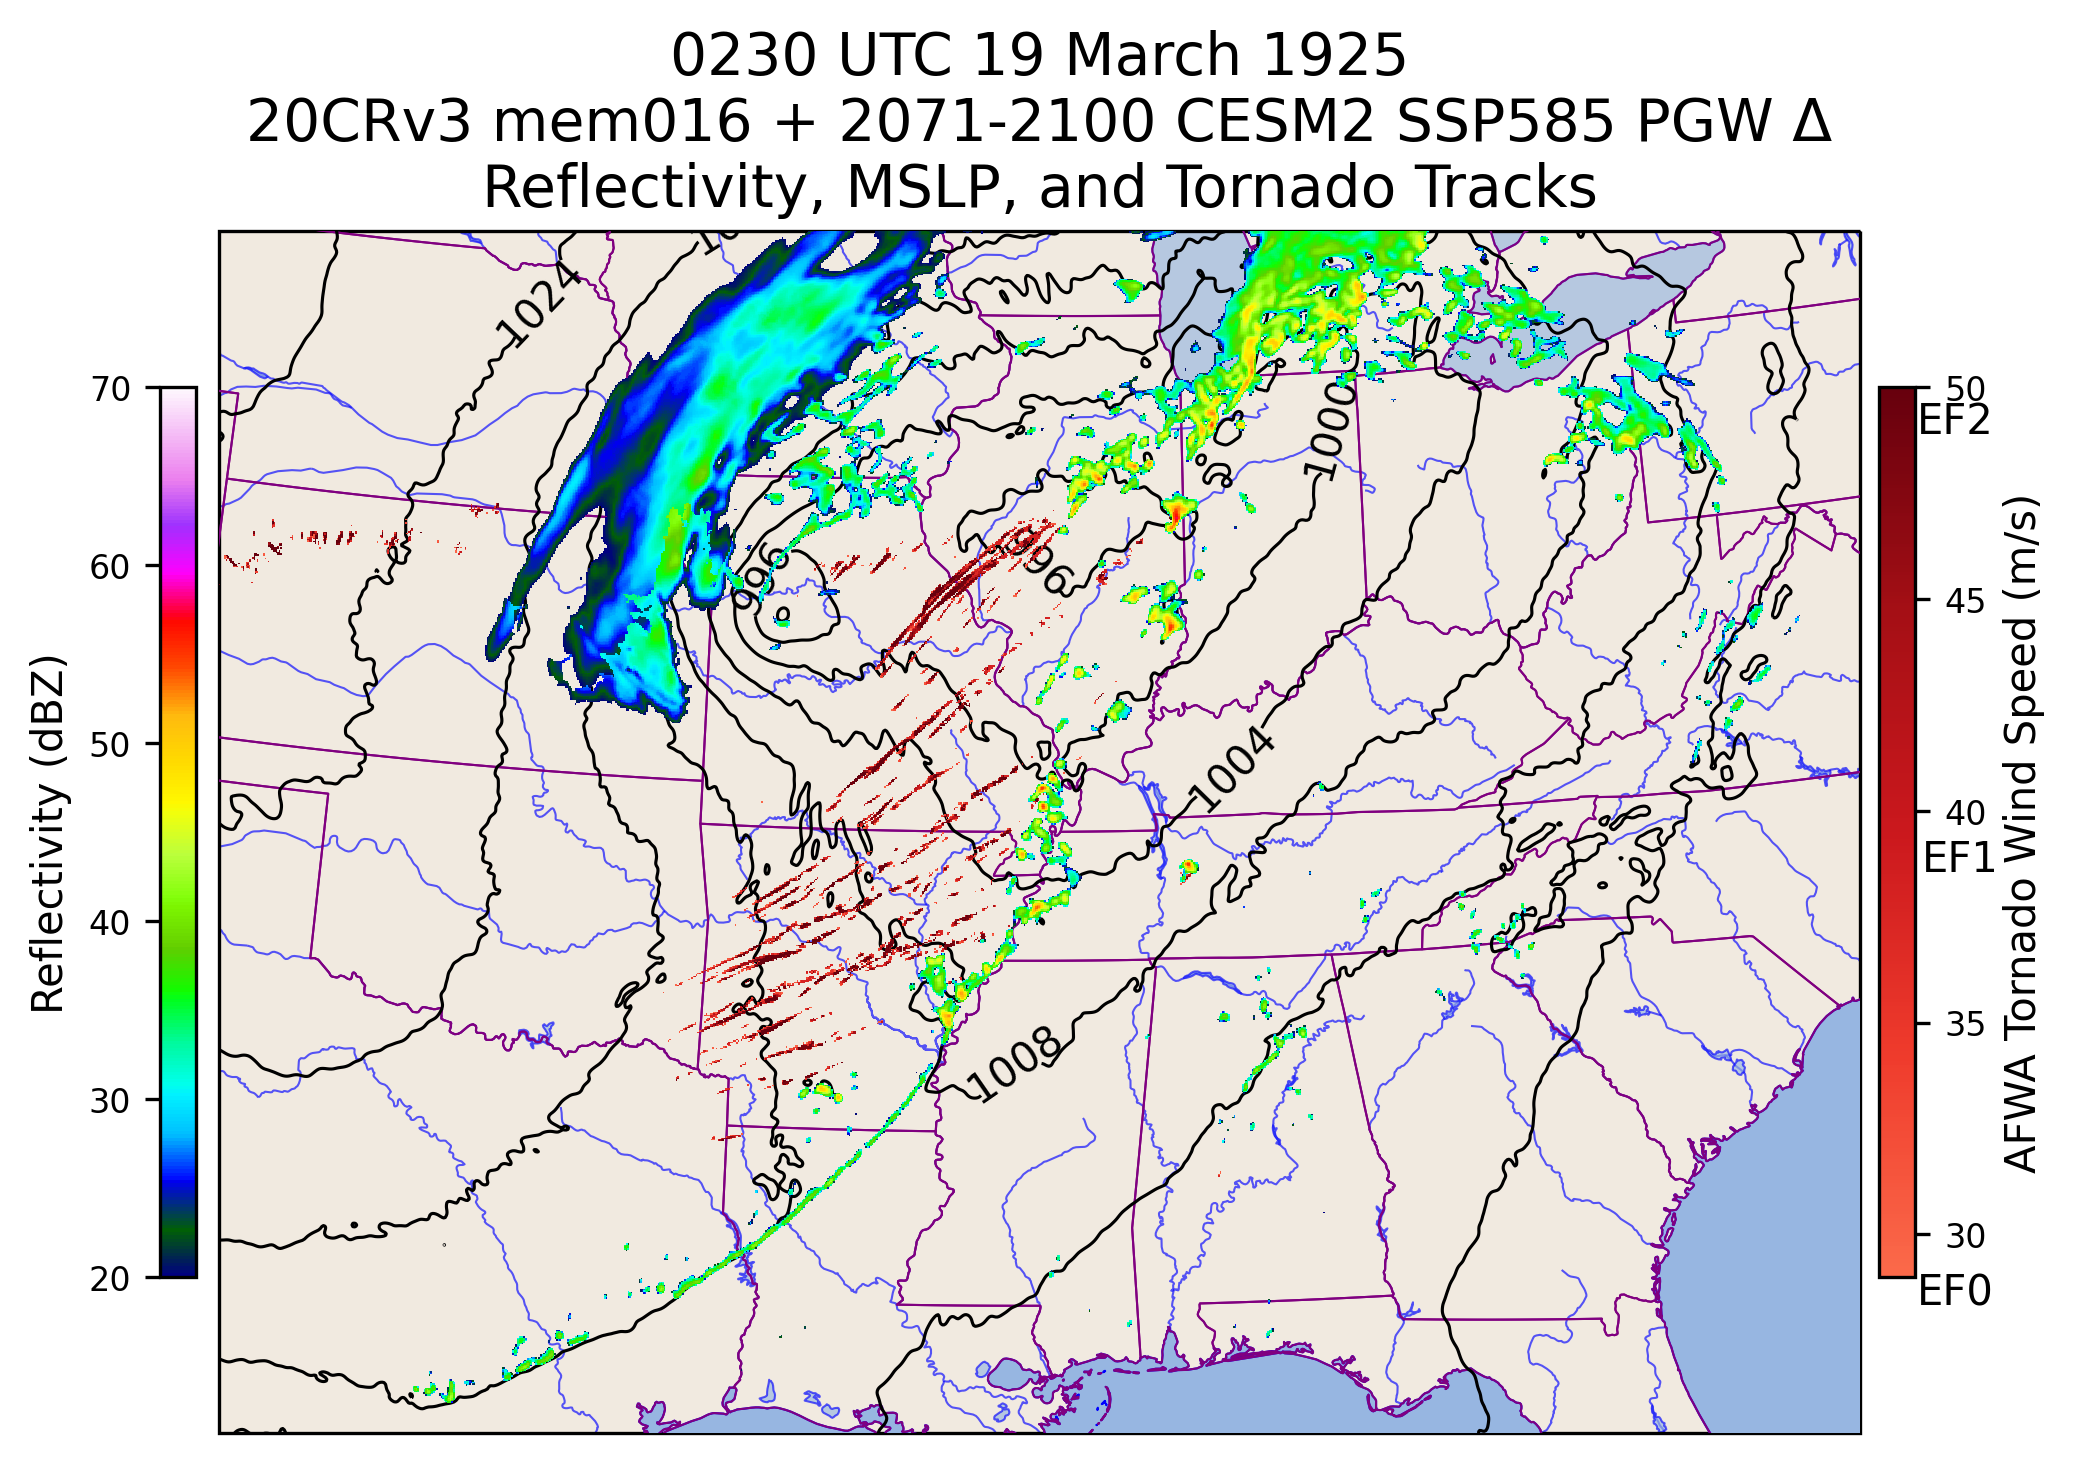 0230 UTC 19 March 1925
20CRv3 mem016 + 2071-2100 CESM2 SSP585 PGW Δ
Reflectivity, MSLP, and Tornado Tracks
1024
996
996
1000
1004
1008
Reflectivity (dBZ)
70
60
50
40
30
20
50
EF2
45
40
EF1
35
30
EF0
AFWA Tornado Wind Speed (m/s)